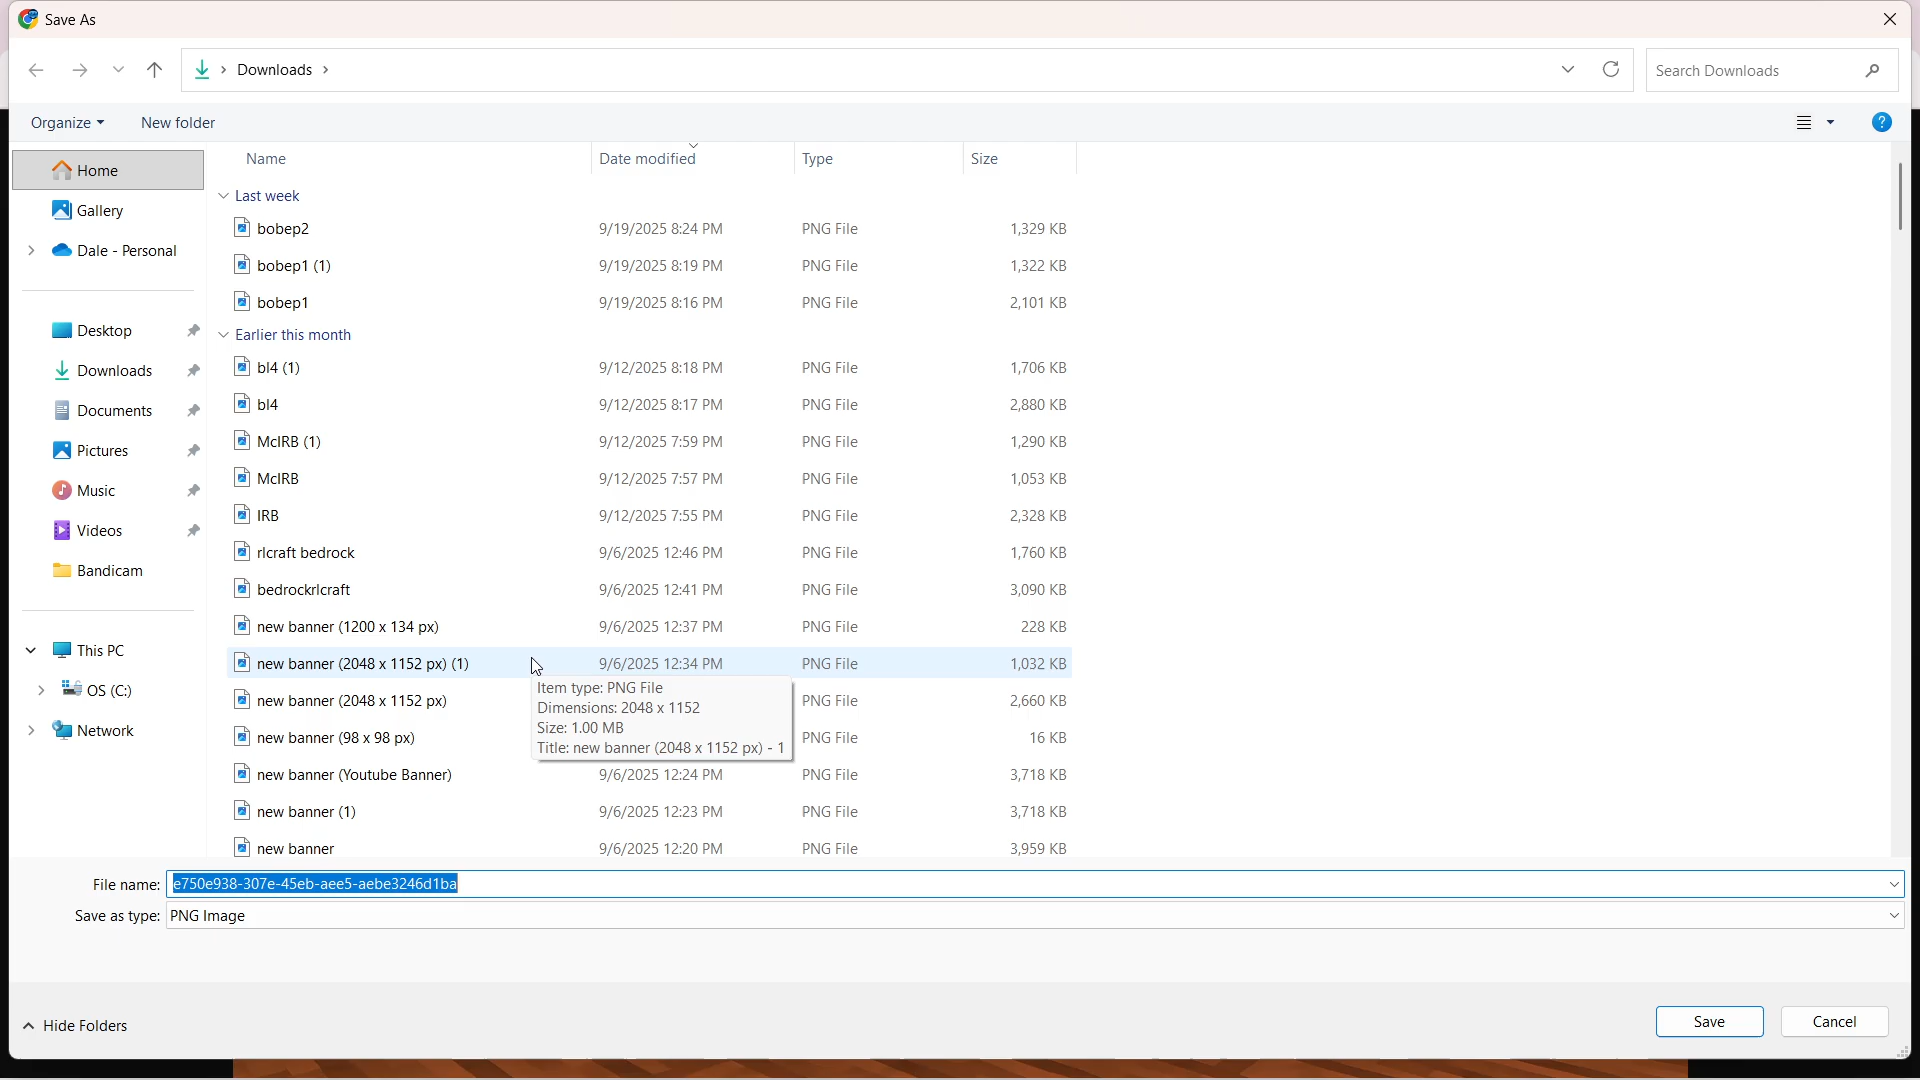 Save As
Downloads
Search Downloads
Organize
New folder
Home
Gallery
Dale - Personal
Desktop
Downloads
Documents
Pictures
Music
Videos
Bandicam
This PC
OS (C:)
Network
Name Date modified Type Size
Last week
bobep2 9/19/2025 8:24 PM PNG File 1,329 KB
bobep1 (1) 9/19/2025 8:19 PM PNG File 1,322 KB
bobep1 9/19/2025 8:16 PM PNG File 2,101 KB
Earlier this month
bl4 (1) 9/12/2025 8:18 PM PNG File 1,706 KB
bl4 9/12/2025 8:17 PM PNG File 2,880 KB
McIRB (1) 9/12/2025 7:59 PM PNG File 1,290 KB
McIRB 9/12/2025 7:57 PM PNG File 1,053 KB
IRB 9/12/2025 7:55 PM PNG File 2,328 KB
rlcraft bedrock 9/6/2025 12:46 PM PNG File 1,760 KB
bedrockrlcraft 9/6/2025 12:41 PM PNG File 3,090 KB
new banner (1200 x 134 px) 9/6/2025 12:37 PM PNG File 228 KB
new banner (2048 x 1152 px) (1) 9/6/2025 12:34 PM PNG File 1,032 KB
new banner (2048 x 1152 px) PNG File 2,660 KB
new banner (98 x 98 px) PNG File 16 KB
new banner (Youtube Banner) 9/6/2025 12:24 PM PNG File 3,718 KB
new banner (1) 9/6/2025 12:23 PM PNG File 3,718 KB
new banner 9/6/2025 12:20 PM PNG File 3,959 KB
Item type: PNG File
Dimensions: 2048 x 1152
Size: 1.00 MB
Title: new banner (2048 x 1152 px) - 1
File name: e750e938-307e-45eb-aee5-aebe3246d1ba
Save as type: PNG Image
Hide Folders
Save
Cancel